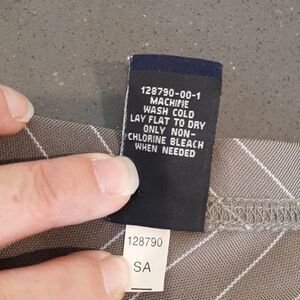 128790-00-1
MACHINE
WASH COLD
LAY FLAT TO DRY
ONLY NON-
CHLORINE BLEACH
WHEN NEEDED
128790
SA